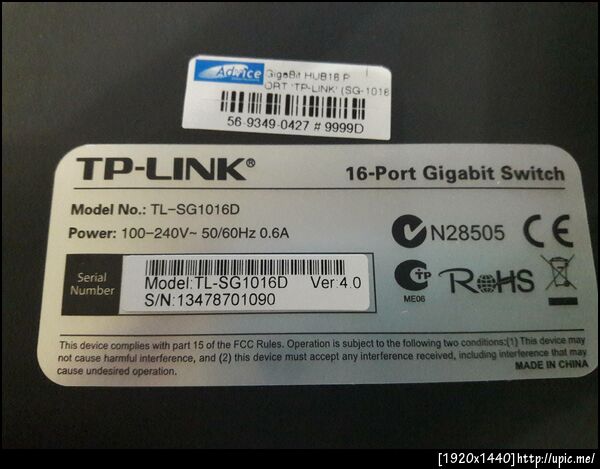 Advice
GigaBit HUB16 P
ORT 'TP-LINK' (SG-1016
56-9349-0427 # 9999D
TP-LINK®
16-Port Gigabit Switch
Model No.: TL-SG1016D
Power: 100-240V~ 50/60Hz 0.6A
N28505 CE
Serial Number
Model:TL-SG1016D Ver:4.0
S/N:13478701090
TP
ME06
RoHS
This device complies with part 15 of the FCC Rules. Operation is subject to the following two conditions:(1) This device may
not cause harmful interference, and (2) this device must accept any interference received, including interference that may
cause undesired operation.
MADE IN CHINA
[1920x1440]http://upic.me/